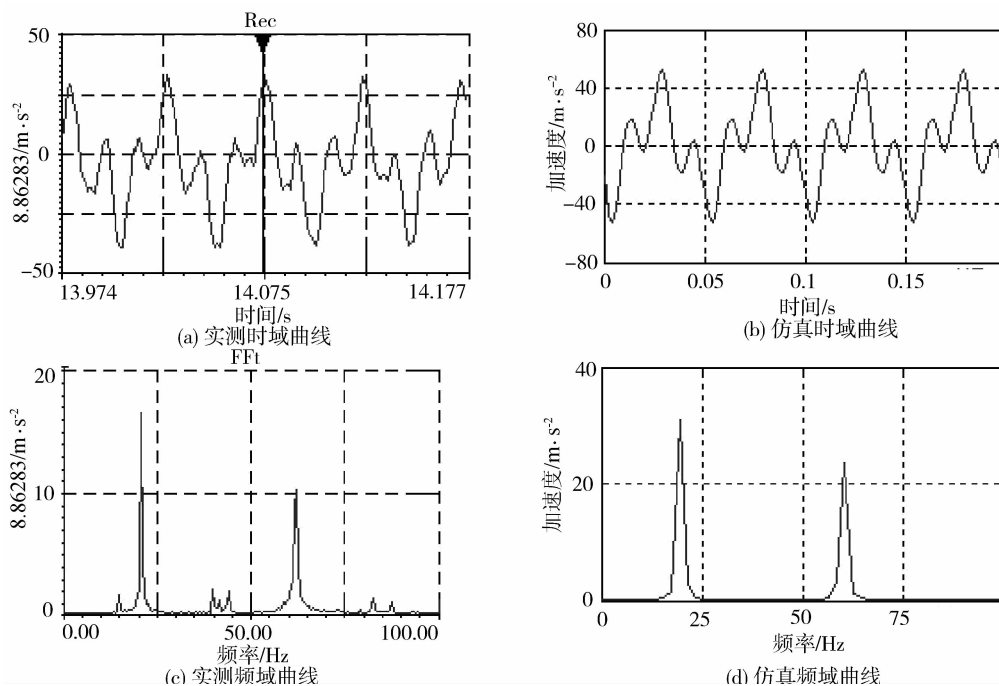 Rec
50
0
−50
8.86283/m·s-2
13.974 14.075 14.177
时间/s
(a) 实测时域曲线
80
40
0
−40
−80
加速度/m·s-2
0 0.05 0.1 0.15
时间/s
(b) 仿真时域曲线
FFt
20
10
0
8.86283/m·s-2
0.00 50.00 100.00
频率/Hz
(c) 实测频域曲线
40
20
0
加速度/m·s-2
0 25 50 75
频率/Hz
(d) 仿真频域曲线